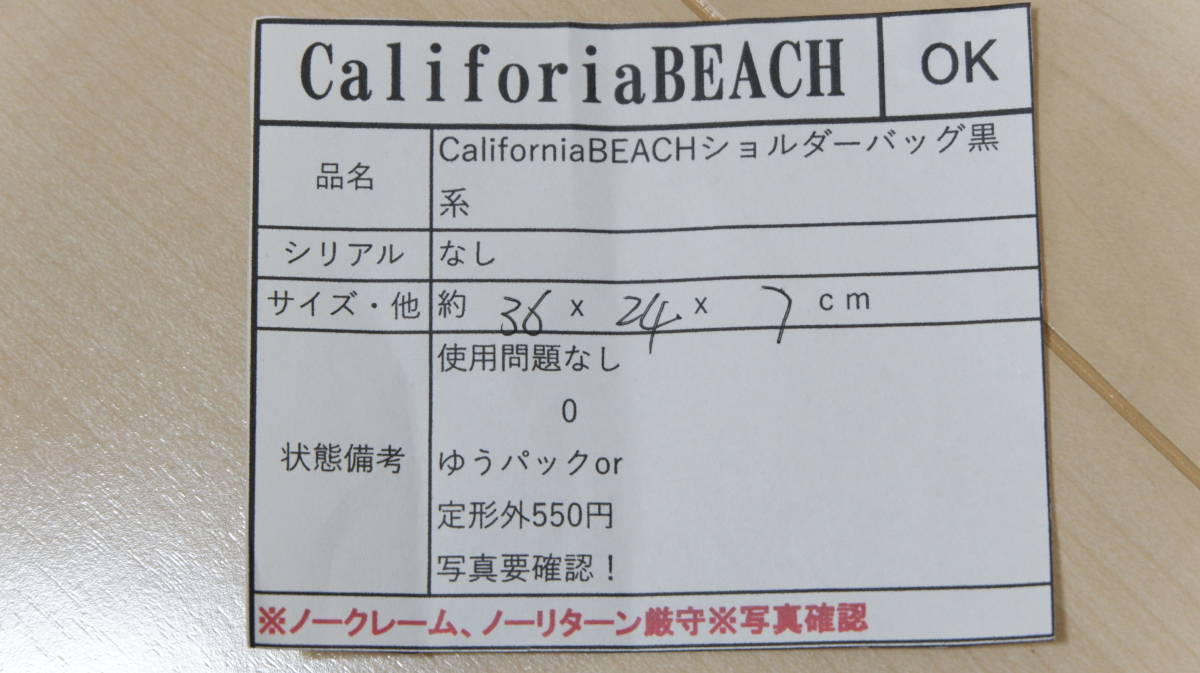 CaliforiaBEACH OK
品名 CaliforniaBEACHショルダーバッグ黒
系
シリアル なし
サイズ・他 約 36 x 24 x 7 cm
使用問題なし
0
状態備考 ゆうパックor
定形外550円
写真要確認！
※ノークレーム、ノーリターン厳守※写真確認